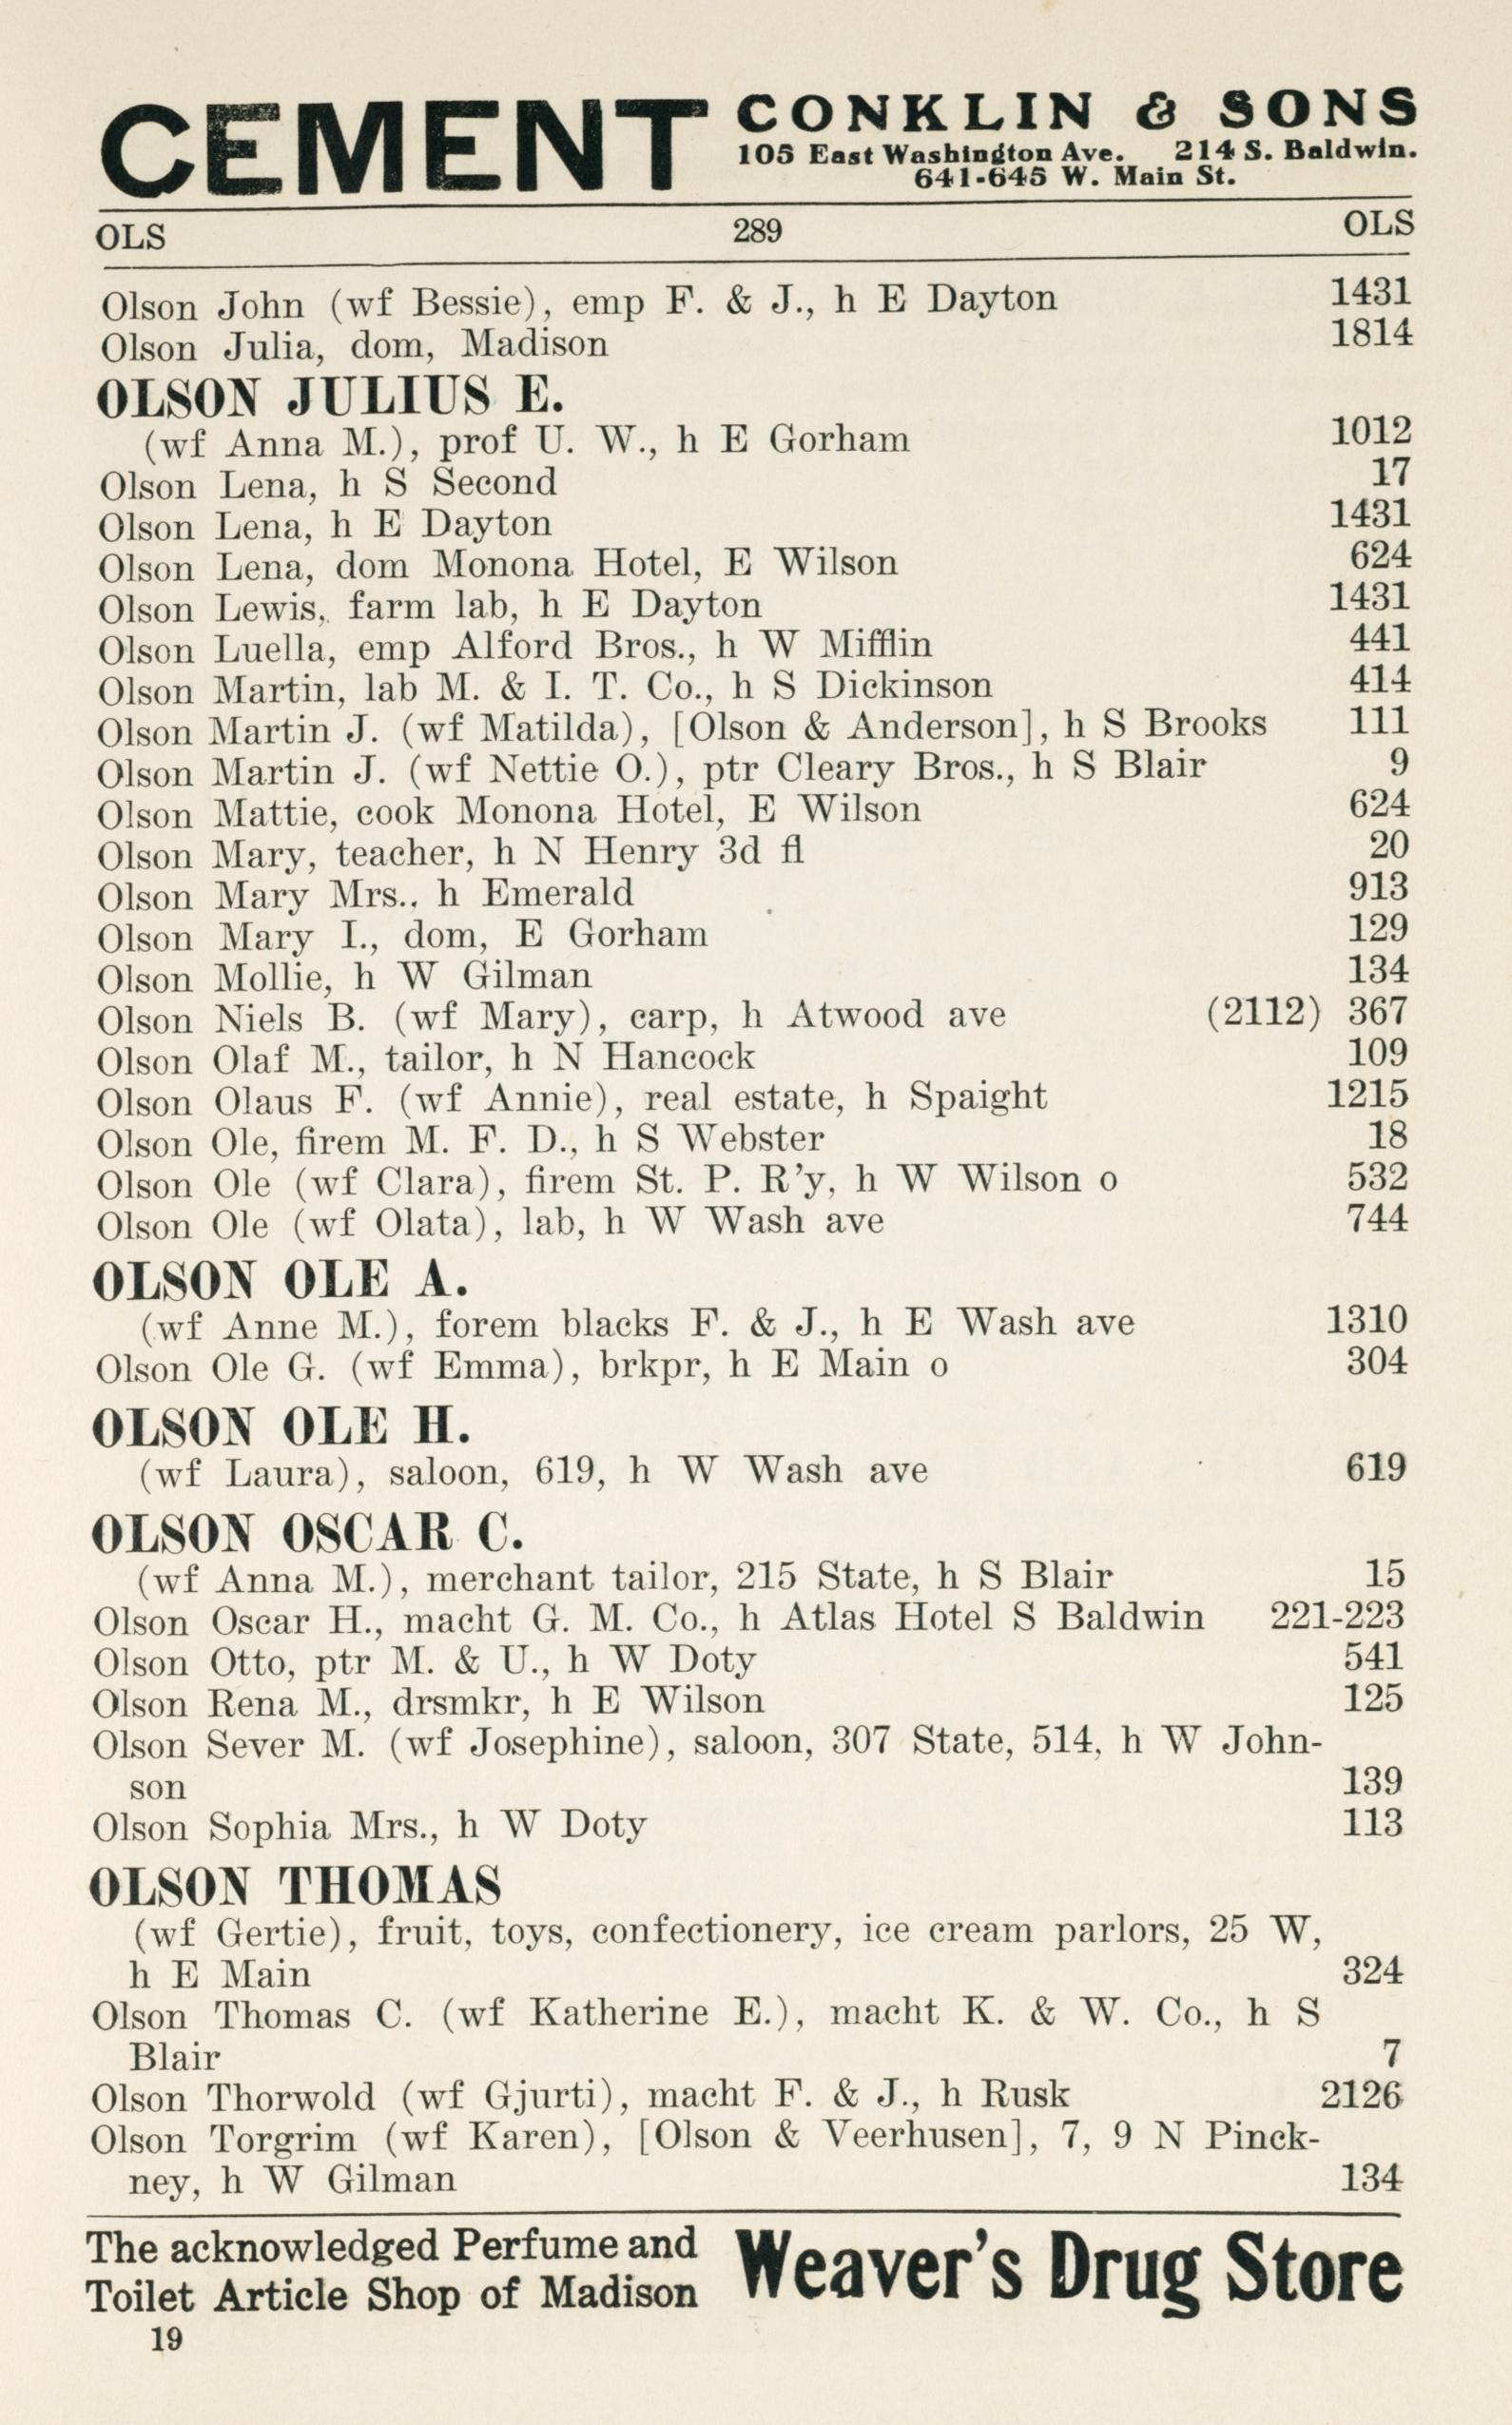 CEMENT CONKLIN & SONS
105 East Washington Ave. 214 S. Baldwin.
641-645 W. Main St.
OLS 289 OLS
Olson John (wf Bessie), emp F. & J., h E Dayton 1431
Olson Julia, dom, Madison 1814
OLSON JULIUS E.
(wf Anna M.), prof U. W., h E Gorham 1012
Olson Lena, h S Second 17
Olson Lena, h E Dayton 1431
Olson Lena, dom Monona Hotel, E Wilson 624
Olson Lewis, farm lab, h E Dayton 1431
Olson Luella, emp Alford Bros., h W Mifflin 441
Olson Martin, lab M. & I. T. Co., h S Dickinson 414
Olson Martin J. (wf Matilda), [Olson & Anderson], h S Brooks 111
Olson Martin J. (wf Nettie O.), ptr Cleary Bros., h S Blair 9
Olson Mattie, cook Monona Hotel, E Wilson 624
Olson Mary, teacher, h N Henry 3d fl 20
Olson Mary Mrs., h Emerald 913
Olson Mary I., dom, E Gorham 129
Olson Mollie, h W Gilman 134
Olson Niels B. (wf Mary), carp, h Atwood ave (2112) 367
Olson Olaf M., tailor, h N Hancock 109
Olson Olaus F. (wf Annie), real estate, h Spaight 1215
Olson Ole, firem M. F. D., h S Webster 18
Olson Ole (wf Clara), firem St. P. R'y, h W Wilson o 532
Olson Ole (wf Olata), lab, h W Wash ave 744
OLSON OLE A.
(wf Anne M.), forem blacks F. & J., h E Wash ave 1310
Olson Ole G. (wf Emma), brkpr, h E Main o 304
OLSON OLE H.
(wf Laura), saloon, 619, h W Wash ave 619
OLSON OSCAR C.
(wf Anna M.), merchant tailor, 215 State, h S Blair 15
Olson Oscar H., macht G. M. Co., h Atlas Hotel S Baldwin 221-223
Olson Otto, ptr M. & U., h W Doty 541
Olson Rena M., drsmkr, h E Wilson 125
Olson Sever M. (wf Josephine), saloon, 307 State, 514, h W John-
son 139
Olson Sophia Mrs., h W Doty 113
OLSON THOMAS
(wf Gertie), fruit, toys, confectionery, ice cream parlors, 25 W,
h E Main 324
Olson Thomas C. (wf Katherine E.), macht K. & W. Co., h S
Blair 7
Olson Thorwold (wf Gjurti), macht F. & J., h Rusk 2126
Olson Torgrim (wf Karen), [Olson & Veerhusen], 7, 9 N Pinck-
ney, h W Gilman 134
The acknowledged Perfume and
Toilet Article Shop of Madison Weaver's Drug Store
19